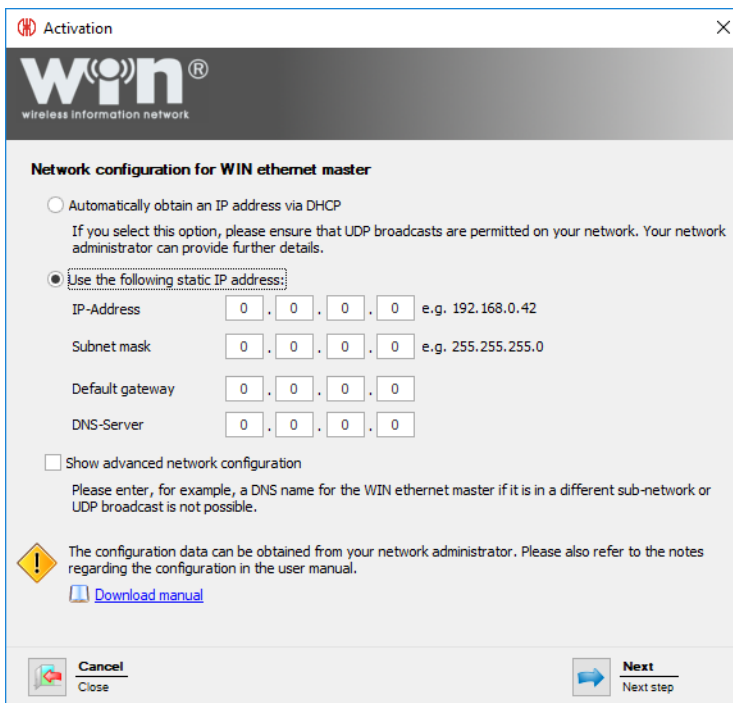 Activation
WIN®
wireless information network
Network configuration for WIN ethernet master
Automatically obtain an IP address via DHCP
If you select this option, please ensure that UDP broadcasts are permitted on your network. Your network
administrator can provide further details.
Use the following static IP address:
IP-Address 0 . 0 . 0 . 0 e.g. 192.168.0.42
Subnet mask 0 . 0 . 0 . 0 e.g. 255.255.255.0
Default gateway 0 . 0 . 0 . 0
DNS-Server 0 . 0 . 0 . 0
Show advanced network configuration
Please enter, for example, a DNS name for the WIN ethernet master if it is in a different sub-network or
UDP broadcast is not possible.
The configuration data can be obtained from your network administrator. Please also refer to the notes
regarding the configuration in the user manual.
Download manual
Cancel
Close
Next
Next step